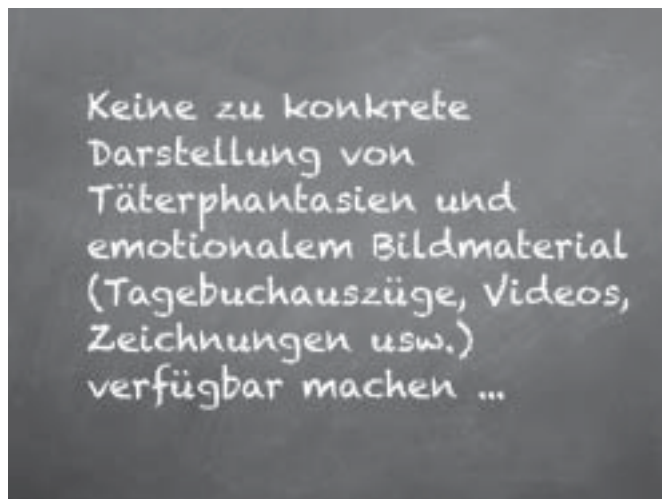 Keine zu konkrete
Darstellung von
Täterphantasien und
emotionalem Bildmaterial
(Tagebuchauszüge, Videos,
Zeichnungen usw.)
verfügbar machen ...